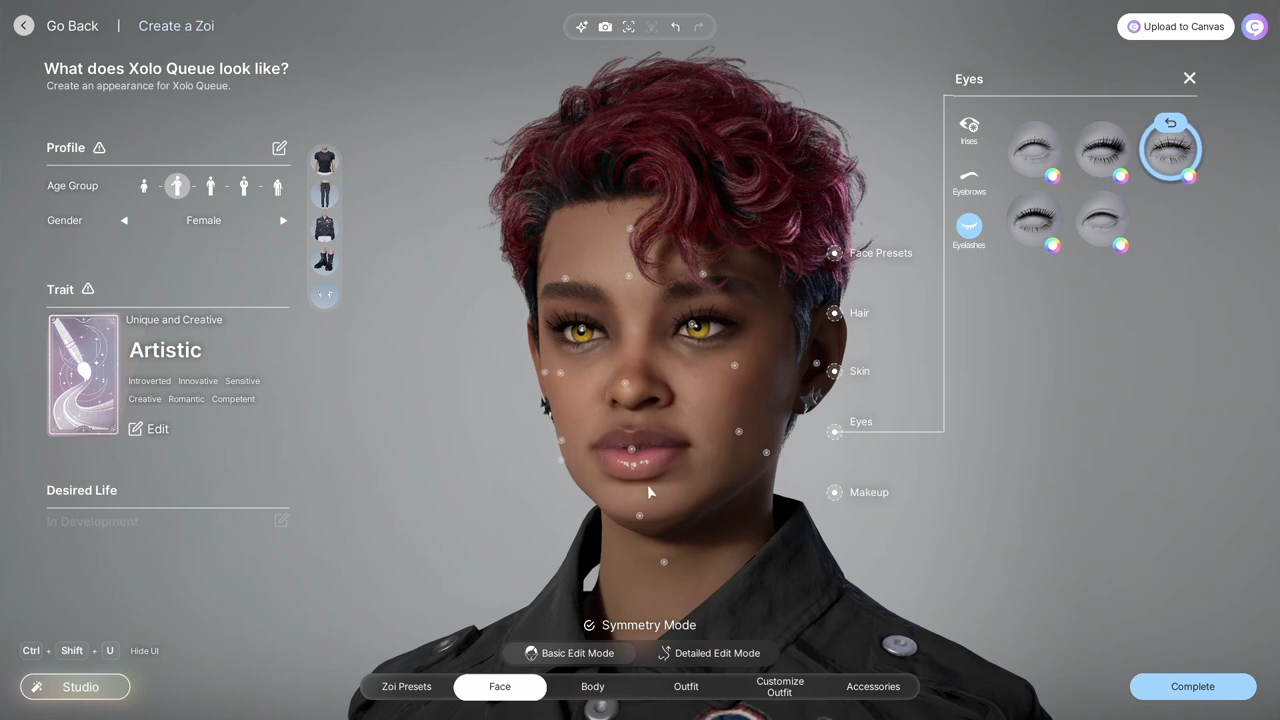 Go Back | Create a Zoi
Upload to Canvas
What does Xolo Queue look like?
Create an appearance for Xolo Queue.
Profile
Age Group
Gender Female
Trait
Unique and Creative
Artistic
Introverted Innovative Sensitive
Creative Romantic Competent
Edit
Desired Life
In Development
Ctrl + Shift + U Hide UI
Studio
Face Presets
Hair
Skin
Eyes
Makeup
Eyes
Irises
Eyebrows
Eyelashes
Symmetry Mode
Basic Edit Mode Detailed Edit Mode
Zoi Presets Face Body Outfit Customize Outfit Accessories
Complete